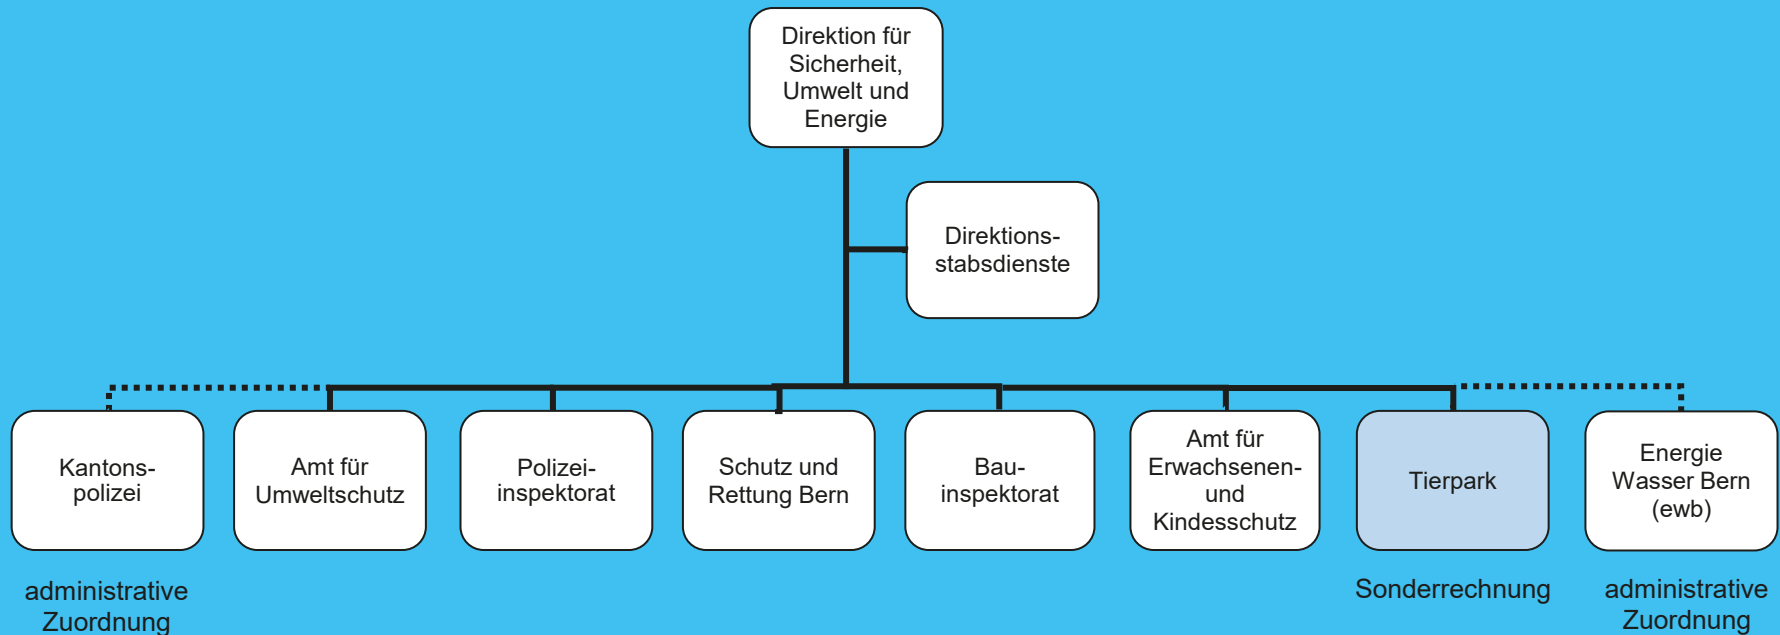 Direktion für
Sicherheit,
Umwelt und
Energie
Direktions-
stabsdienste
Kantons-
polizei
Amt für
Umweltschutz
Polizei-
inspektorat
Schutz und
Rettung Bern
Bau-
inspektorat
Amt für
Erwachsenen-
und
Kindesschutz
Tierpark
Energie
Wasser Bern
(ewb)
administrative
Zuordnung
Sonderrechnung
administrative
Zuordnung